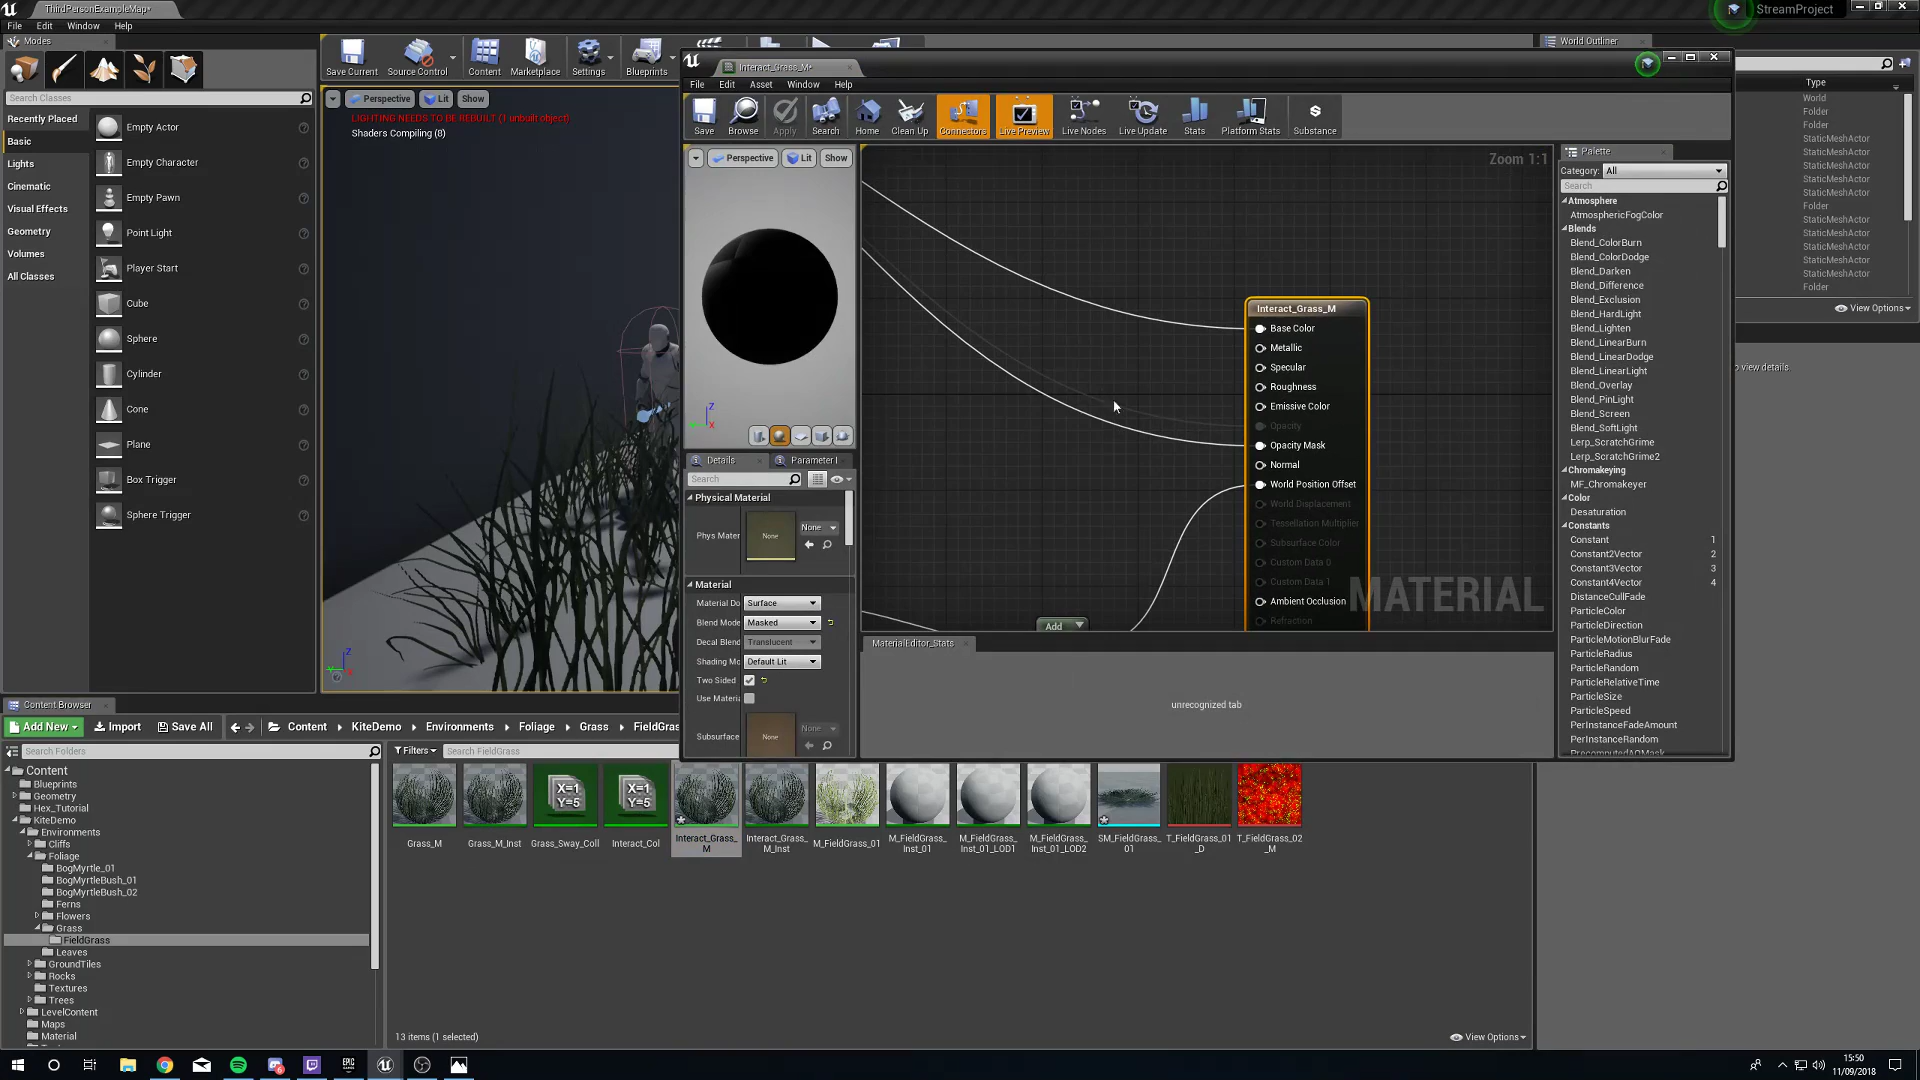 ThirdPersonExampleMap*
StreamProject
File Edit Window Help
Modes
Search Classes
Recently Placed
Basic
Lights
Cinematic
Visual Effects
Geometry
Volumes
All Classes
Empty Actor
Empty Character
Empty Pawn
Point Light
Player Start
Cube
Sphere
Cylinder
Cone
Plane
Box Trigger
Sphere Trigger
Save Current Source Control Content Marketplace Settings Blueprints
Perspective Lit Show
LIGHTING NEEDS TO BE REBUILT (1 unbuilt object)
Shaders Compiling (8)
Interact_Grass_M*
File Edit Asset Window Help
Save Browse Apply Search Home Clean Up Connectors Live Preview Live Nodes Live Update Stats Platform Stats Substance
Perspective Lit Show
Zoom 1:1
Interact_Grass_M
Base Color
Metallic
Specular
Roughness
Emissive Color
Opacity
Opacity Mask
Normal
World Position Offset
World Displacement
Tessellation Multiplier
Subsurface Color
Custom Data 0
Custom Data 1
Ambient Occlusion
Refraction
MATERIAL
Add
Details Parameter
Search
Physical Material
Phys Mater None None
Material
Material Do Surface
Blend Mode Masked
Decal Blend Translucent
Shading Mo Default Lit
Two Sided
Use Materia
Subsurface None None
MaterialEditor_Stats
unrecognized tab
Palette
Category: All
Search
Atmosphere
AtmosphericFogColor
Blends
Blend_ColorBurn
Blend_ColorDodge
Blend_Darken
Blend_Difference
Blend_Exclusion
Blend_HardLight
Blend_Lighten
Blend_LinearBurn
Blend_LinearDodge
Blend_LinearLight
Blend_Overlay
Blend_PinLight
Blend_Screen
Blend_SoftLight
Lerp_ScratchGrime
Lerp_ScratchGrime2
Chromakeying
MF_Chromakeyer
Color
Desaturation
Constants
Constant 1
Constant2Vector 2
Constant3Vector 3
Constant4Vector 4
DistanceCullFade
ParticleColor
ParticleDirection
ParticleMotionBlurFade
ParticleRadius
ParticleRandom
ParticleRelativeTime
ParticleSize
ParticleSpeed
PerInstanceFadeAmount
PerInstanceRandom
PrecomputedAOMask
World Outliner
Type
World
Folder
Folder
StaticMeshActor
StaticMeshActor
StaticMeshActor
StaticMeshActor
Folder
StaticMeshActor
StaticMeshActor
StaticMeshActor
StaticMeshActor
StaticMeshActor
Folder
View Options
view details
Content Browser
Add New Import Save All Content KiteDemo Environments Foliage Grass FieldGras
Search Folders
Filters Search FieldGrass
Content
Blueprints
Geometry
Hex_Tutorial
KiteDemo
Environments
Cliffs
Foliage
BogMyrtle_01
BogMyrtleBush_01
BogMyrtleBush_02
Ferns
Flowers
Grass
FieldGrass
Leaves
GroundTiles
Rocks
Textures
Trees
LevelContent
Maps
Material
X=1 Y=5 X=1 Y=5
Grass_M Grass_M_Inst Grass_Sway_Coll Interact_Col Interact_Grass_M Interact_Grass_M_Inst M_FieldGrass_01 M_FieldGrass_Inst_01 M_FieldGrass_Inst_01_LOD1 M_FieldGrass_Inst_01_LOD2 SM_FieldGrass_01 T_FieldGrass_01_D T_FieldGrass_02_M
13 items (1 selected)
View Options
15:50
11/09/2018